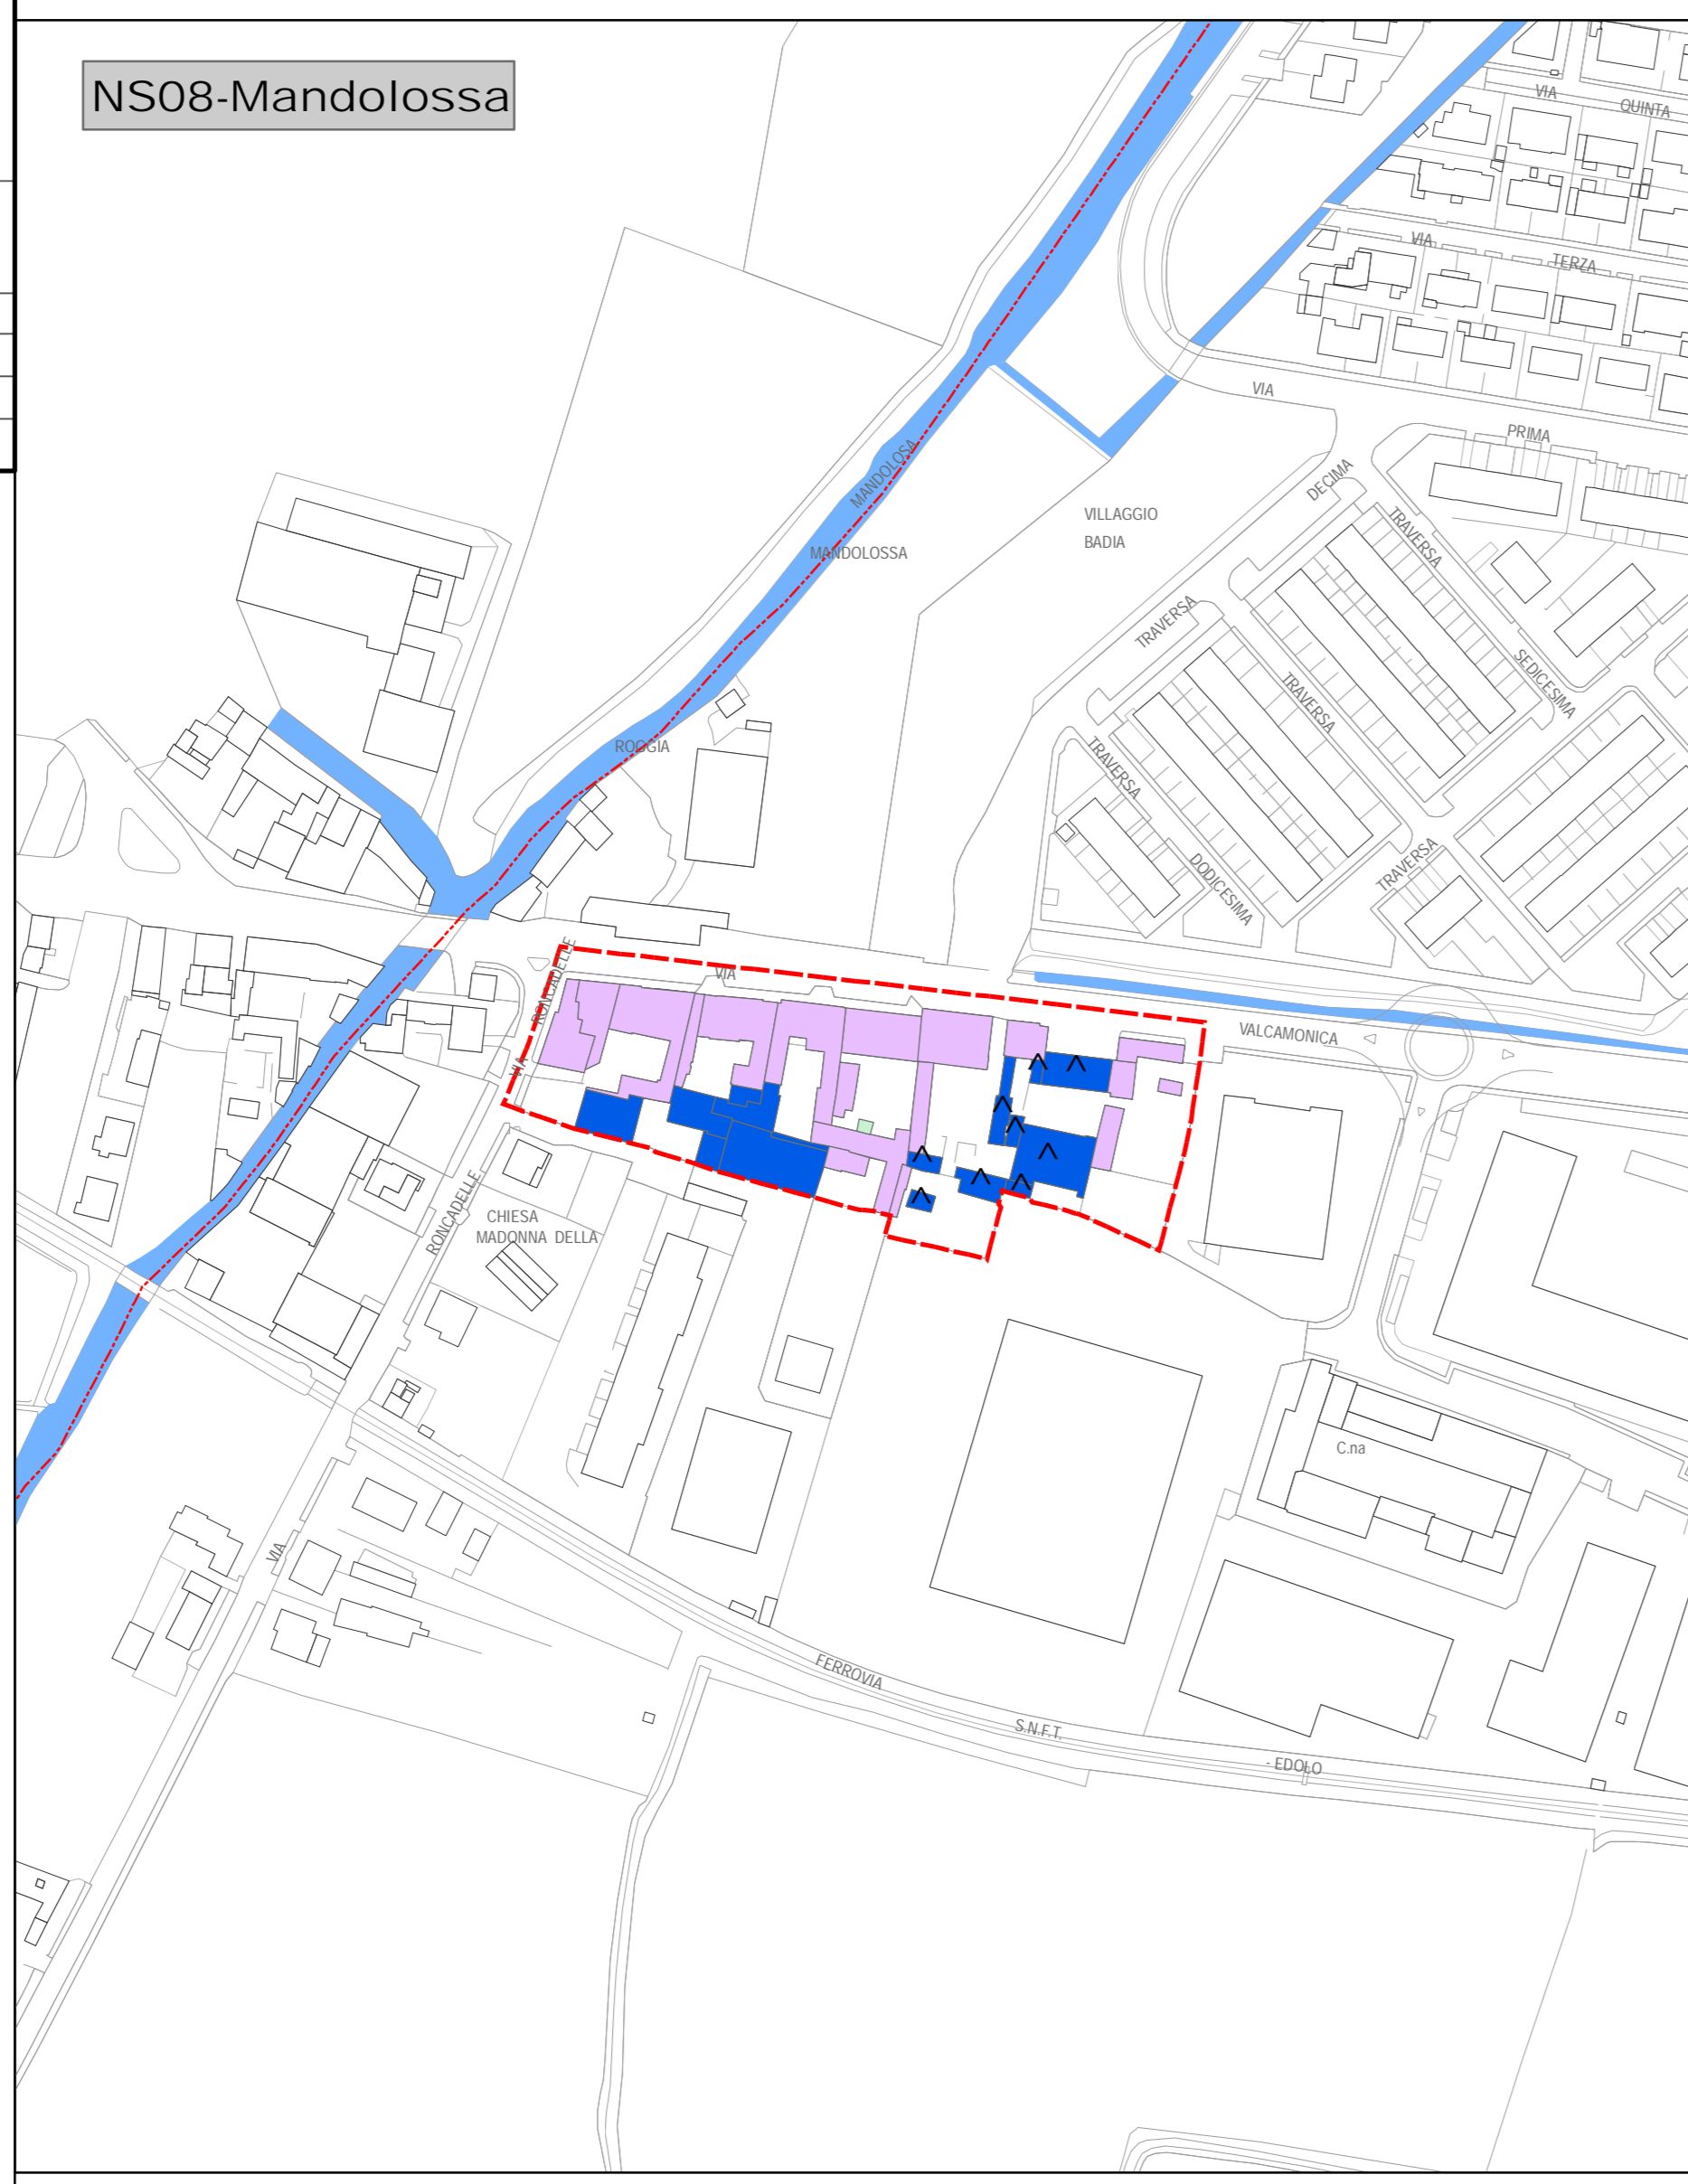 NS08-Mandolossa
VIA
QUINTA
VIA
TERZA
VIA
PRIMA
DECIMA
TRAVERSA
MANDOLOSA
MANDOLOSSA
VILLAGGIO
BADIA
TRAVERSA
TRAVERSA
SEDICESIMA
ROGGIA
TRAVERSA
DODICESIMA
TRAVERSA
RONCADELLE
VIA
VIA
VALCAMONICA
RONCADELLE
CHIESA
MADONNA DELLA
C.na
VIA
FERROVIA
S.N.F.T.
- EDOLO